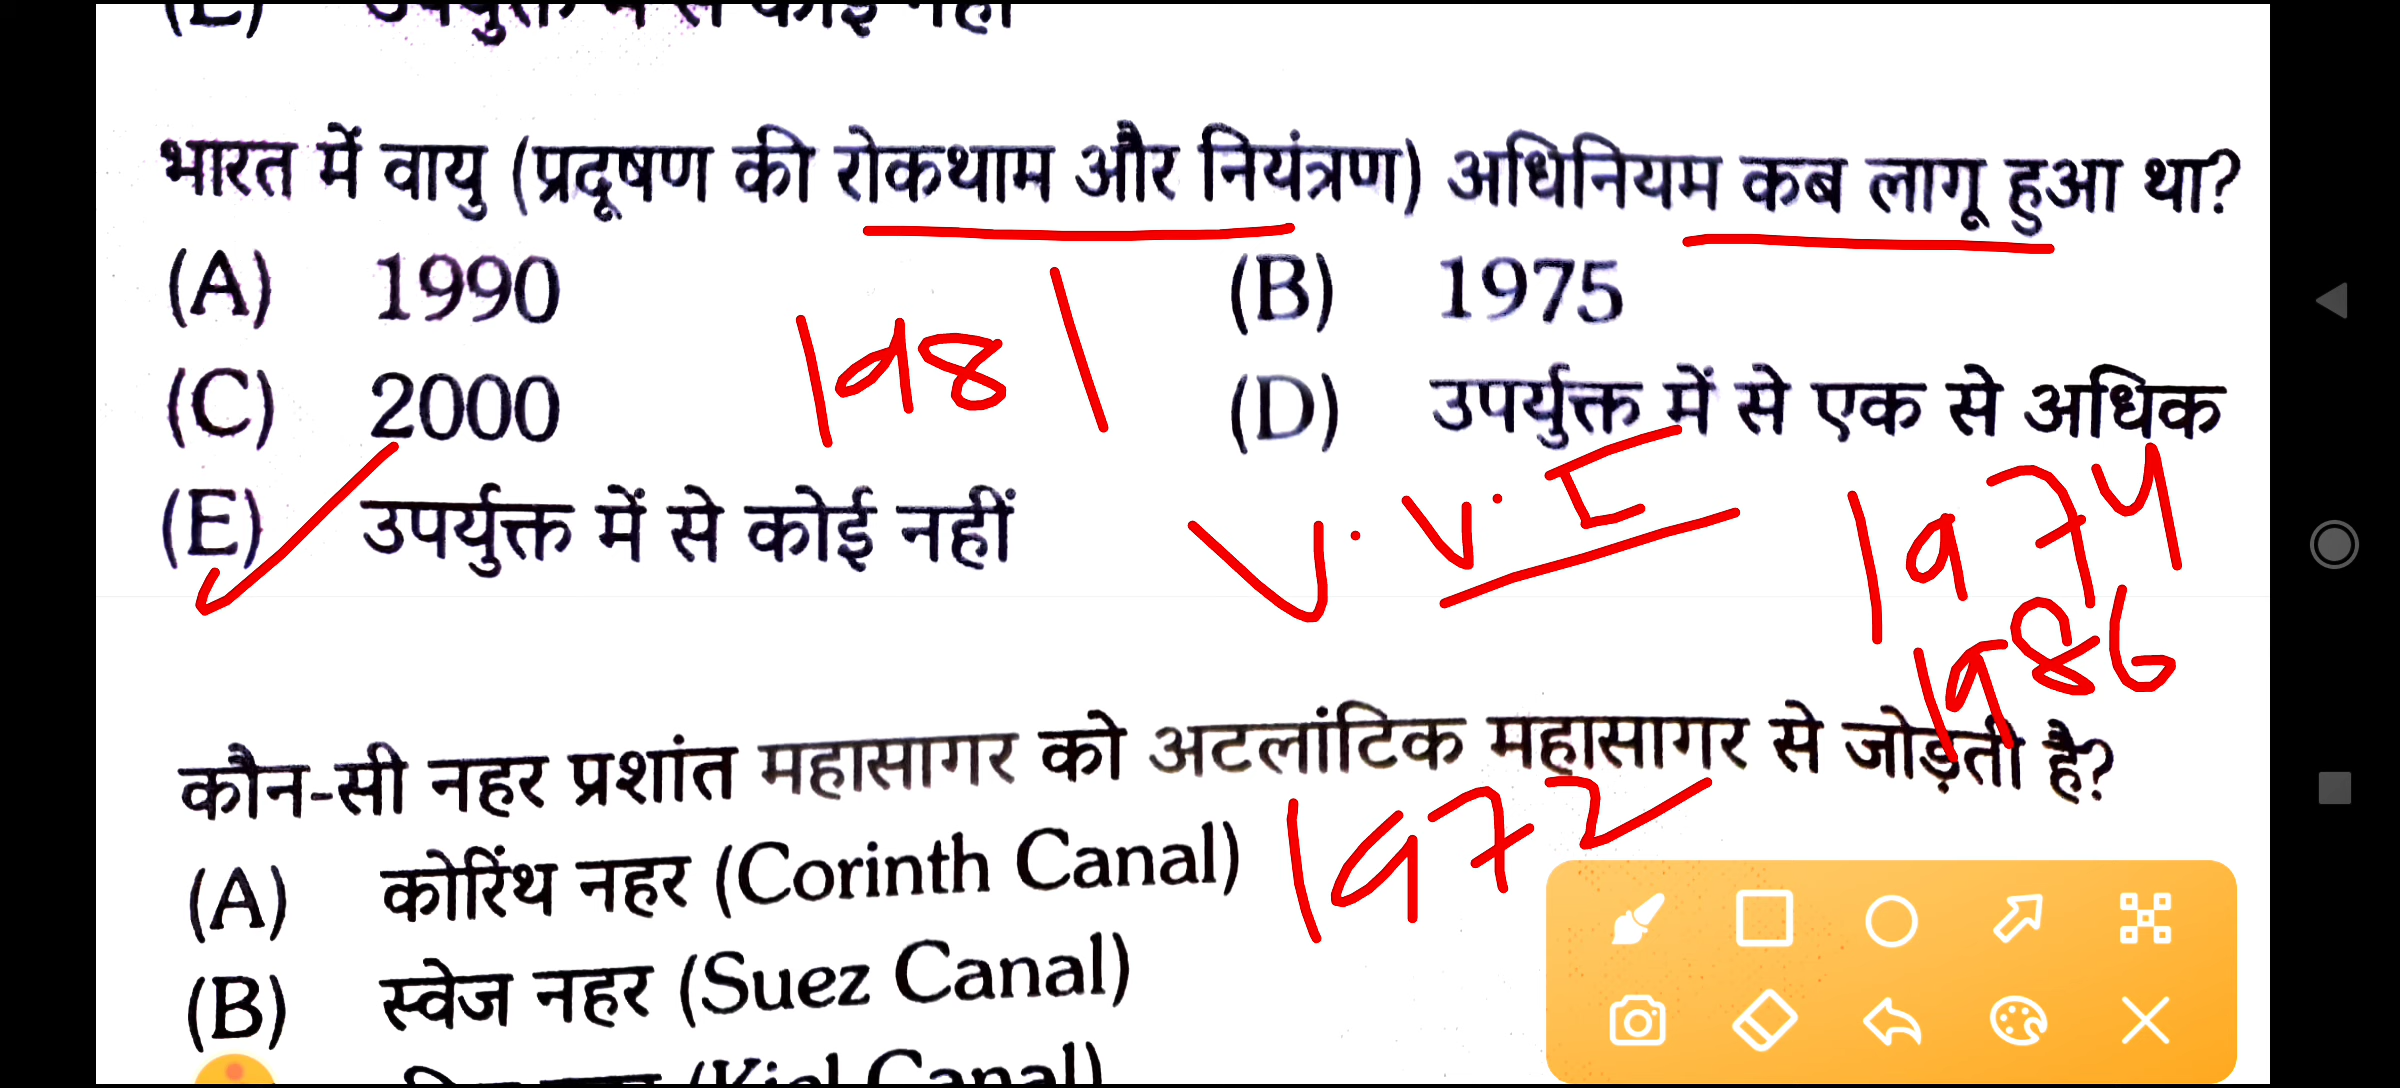 भारत में वायु (प्रदूषण की रोकथाम और नियंत्रण) अधिनियम कब लागू हुआ था?
(A) 1990 (B) 1975
1981
(C) 2000 (D) उपर्युक्त में से एक से अधिक
(E) उपर्युक्त में से कोई नहीं
V. V. I
1974
1986
कौन-सी नहर प्रशांत महासागर को अटलांटिक महासागर से जोड़ती है?
1972
(A) कोरिंथ नहर (Corinth Canal)
(B) स्वेज नहर (Suez Canal)